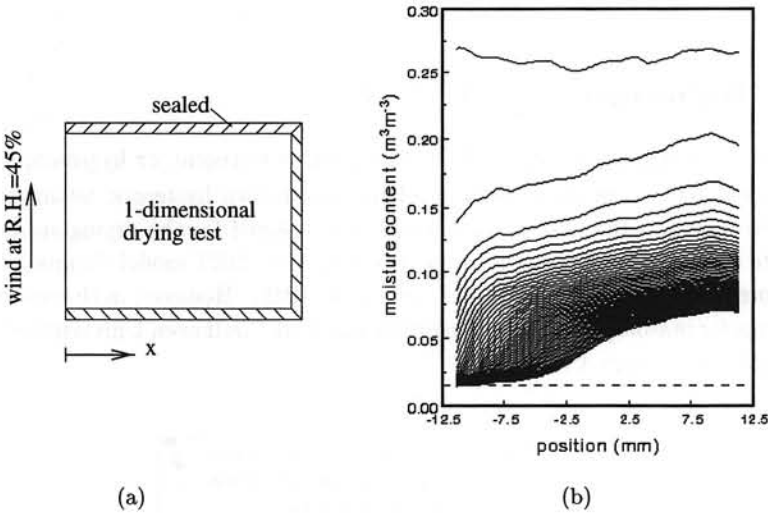 sealed
wind at R.H.=45%
1-dimensional
drying test
x
(a)
moisture content (m³m⁻³)
0.30
0.25
0.20
0.15
0.10
0.05
0.00
-12.5 -7.5 -2.5 2.5 7.5 12.5
position (mm)
(b)